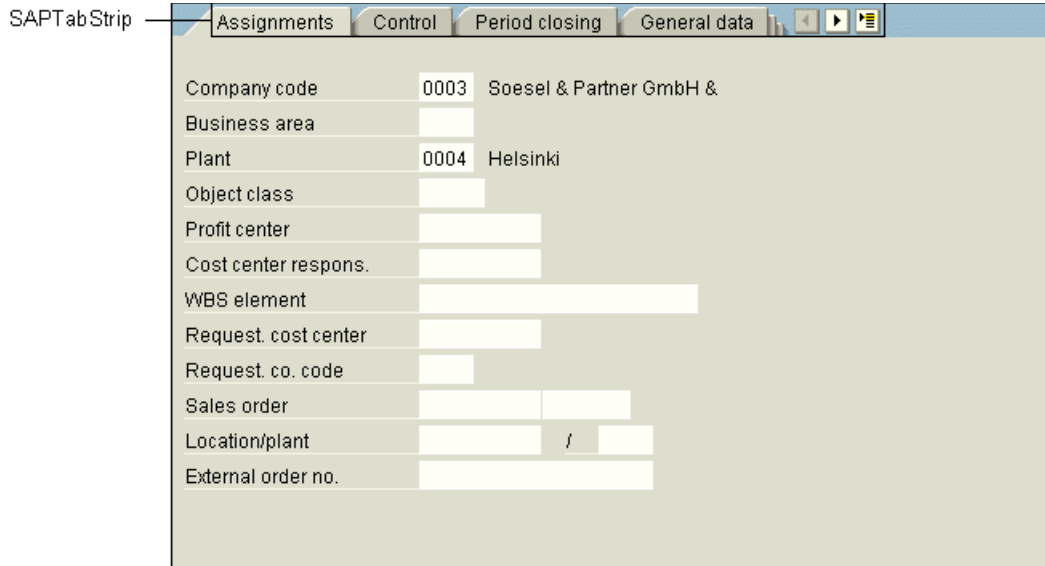 SAPTabStrip
Assignments Control Period closing General data
Company code 0003 Soesel & Partner GmbH &
Business area
Plant 0004 Helsinki
Object class
Profit center
Cost center respons.
WBS element
Request. cost center
Request. co. code
Sales order
Location/plant /
External order no.